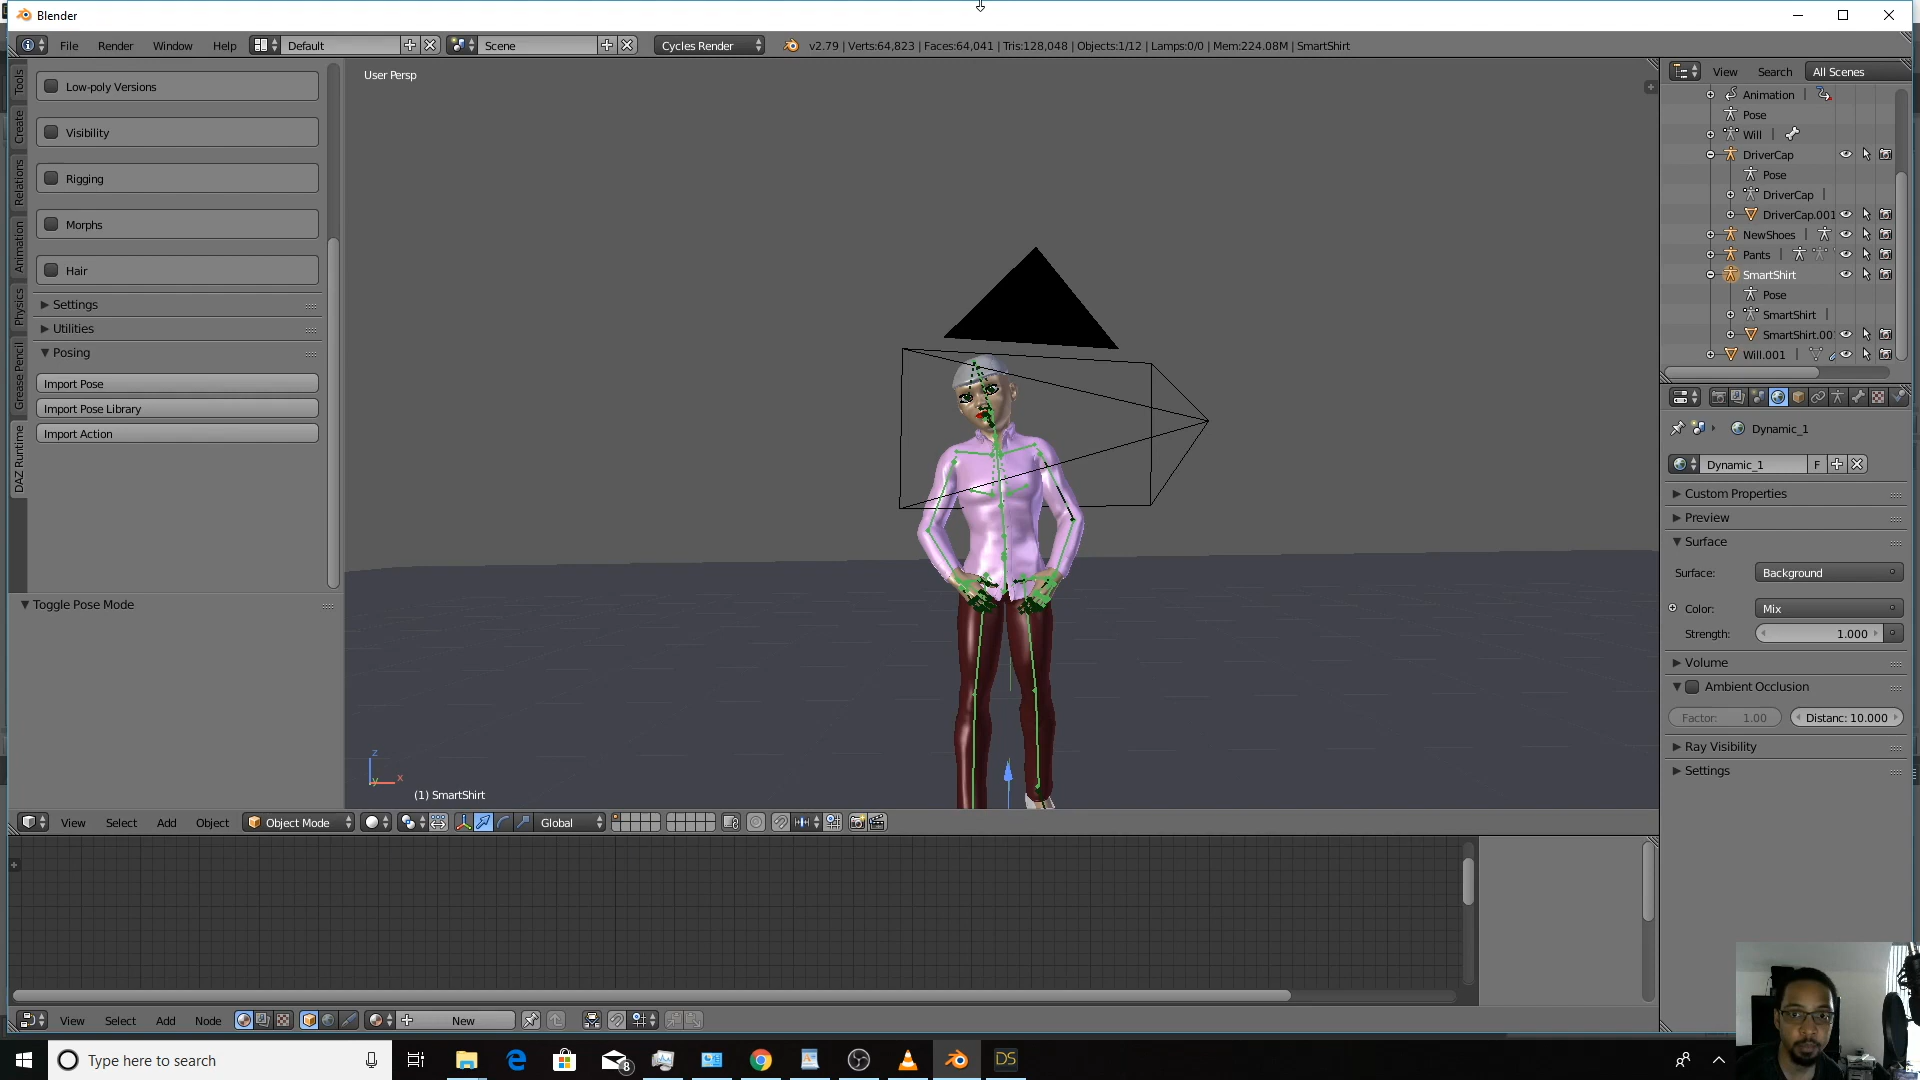 Blender
File Render Window Help Default Scene Cycles Render v2.79 | Verts:64,823 | Faces:64,041 | Tris:128,048 | Objects:1/12 | Lamps:0/0 | Mem:224.08M | SmartShirt
Tools
Create
Relations
Animation
Physics
Grease Pencil
DAZ Runtime
Low-poly Versions
Visibility
Rigging
Morphs
Hair
Settings
Utilities
Posing
Import Pose
Import Pose Library
Import Action
Toggle Pose Mode
User Persp
z
y x
(1) SmartShirt
View Select Add Object Object Mode Global
View Select Add Node New
View Search All Scenes
Animation |
Pose
Will |
DriverCap
Pose
DriverCap |
DriverCap.001
NewShoes
Pants |
SmartShirt
Pose
SmartShirt |
SmartShirt.00
Will.001
Dynamic_1
Dynamic_1 F
Custom Properties
Preview
Surface
Surface: Background
Color: Mix
Strength: 1.000
Volume
Ambient Occlusion
Factor: 1.00 Distanc: 10.000
Ray Visibility
Settings
Type here to search 8 DS